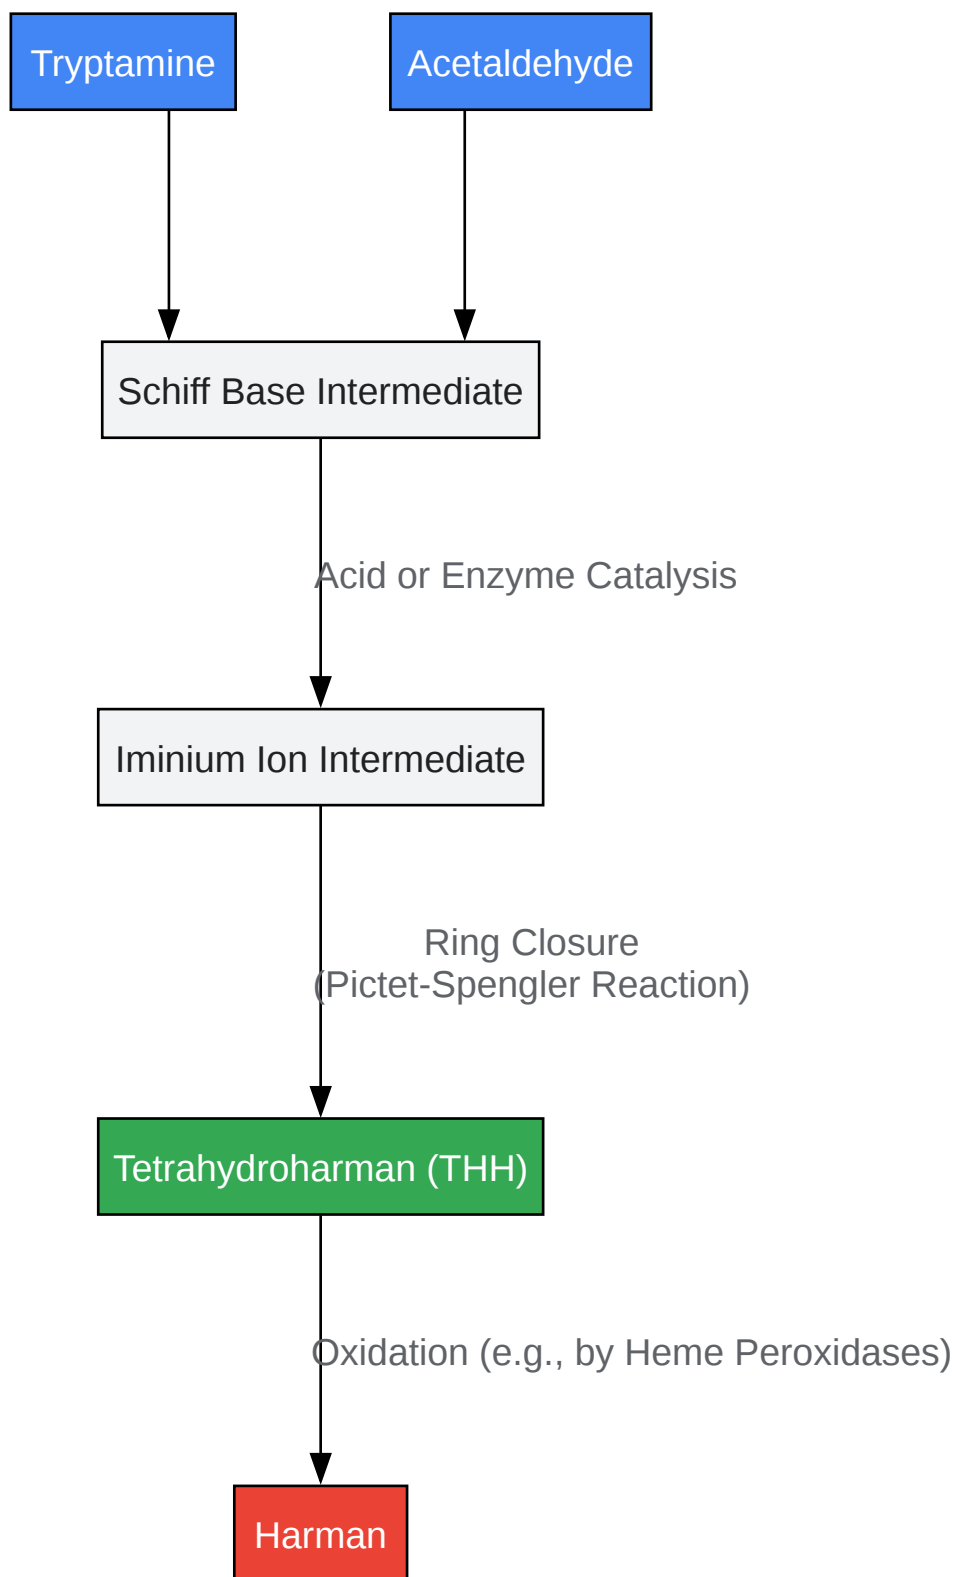 Tryptamine
Acetaldehyde
Schiff Base Intermediate
Acid or Enzyme Catalysis
Iminium Ion Intermediate
Ring Closure
(Pictet-Spengler Reaction)
Tetrahydroharman (THH)
Oxidation (e.g., by Heme Peroxidases)
Harman